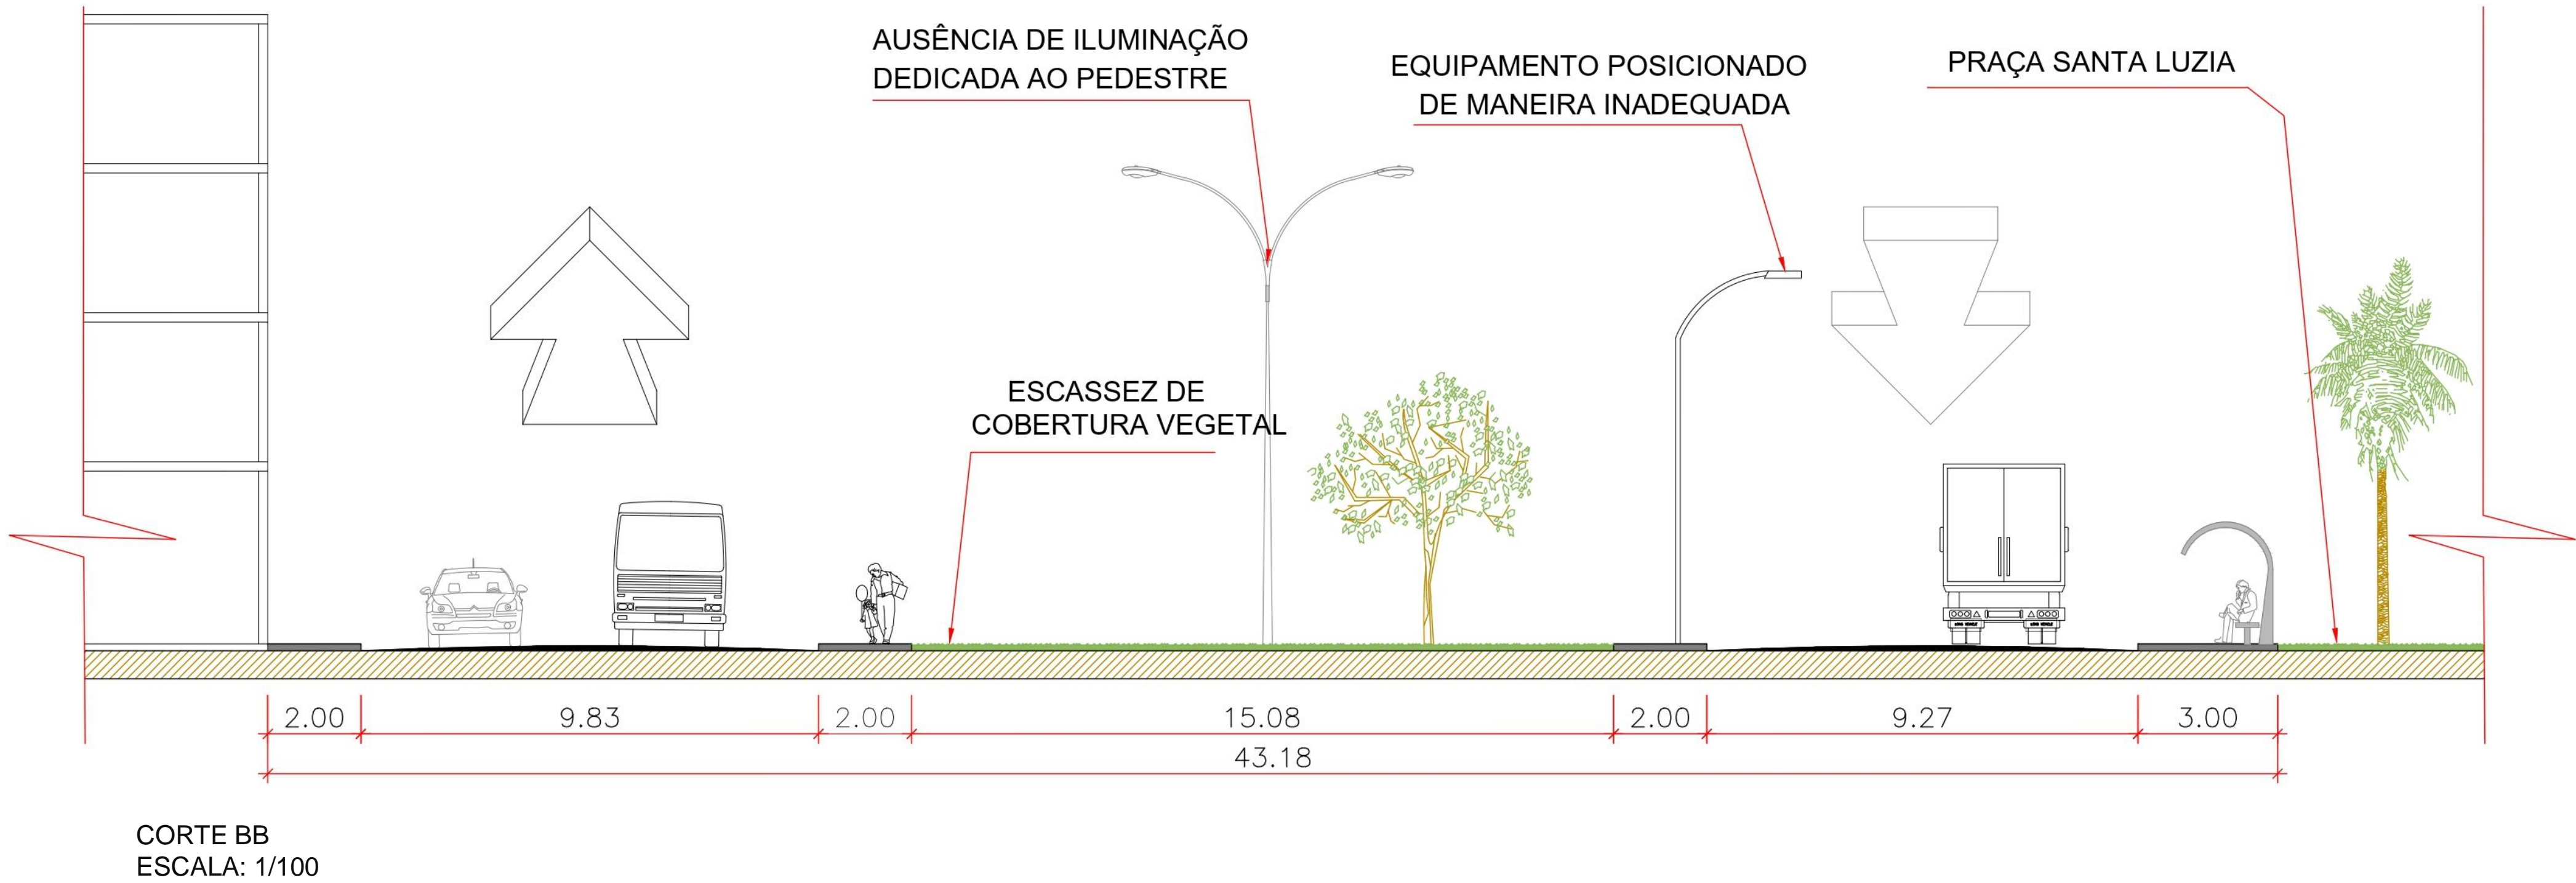 AUSÊNCIA DE ILUMINAÇÃO
DEDICADA AO PEDESTRE
EQUIPAMENTO POSICIONADO
DE MANEIRA INADEQUADA
PRAÇA SANTA LUZIA
ESCASSEZ DE
COBERTURA VEGETAL
2.00
9.83
2.00
15.08
2.00
9.27
3.00
43.18
CORTE BB
ESCALA: 1/100